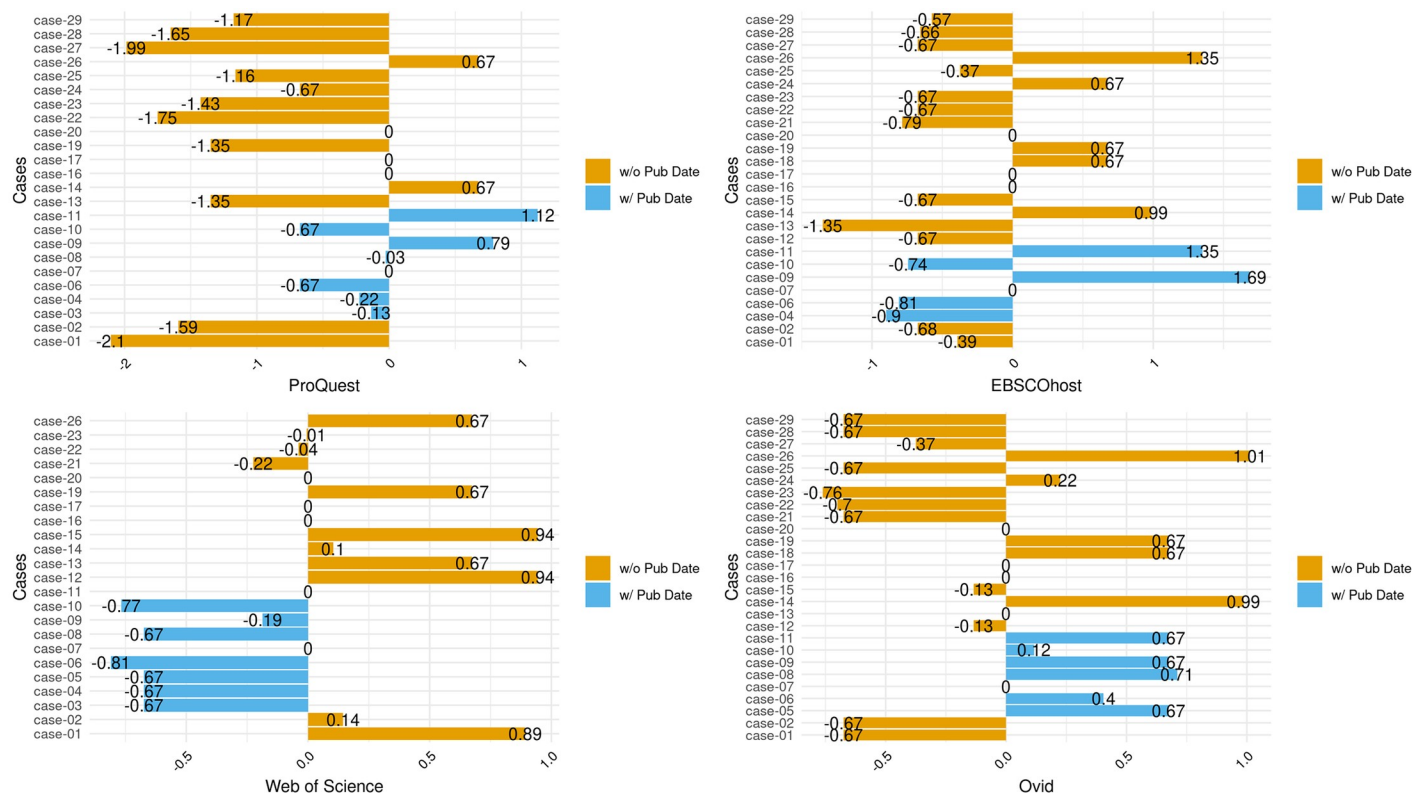 case-29 -1.17
case-28 -1.65
case-27 -1.99
case-26 0.67
case-25 -1.16
case-24 -0.67
case-23 -1.43
case-22 -1.75
case-20 0
case-19 -1.35
case-17 0
case-16 0
case-14 0.67
case-13 -1.35
case-11 1.12
case-10 -0.67
case-09 0.79
case-08 -0.03
case-07 0
case-06 -0.67
case-04 -0.22
case-03 -0.13
case-02 -1.59
case-01 -2.1
Cases
-2 -1 0 1
ProQuest
w/o Pub Date
w/ Pub Date
case-29 -0.57
case-28 -0.66
case-27 -0.67
case-26 1.35
case-25 -0.37
case-24 0.67
case-23 -0.67
case-22 -0.67
case-21 -0.79
case-20 0
case-19 0.67
case-18 0.67
case-17 0
case-16 0
case-15 -0.67
case-14 0.99
case-13 -1.35
case-12 -0.67
case-11 1.35
case-10 -0.74
case-09 1.69
case-07 0
case-06 -0.81
case-04 -0.9
case-02 -0.68
case-01 -0.39
Cases
-1 0 1
EBSCOhost
w/o Pub Date
w/ Pub Date
case-26 0.67
case-23 -0.01
case-22 -0.04
case-21 -0.22
case-20 0
case-19 0.67
case-17 0
case-16 0
case-15 0.94
case-14 0.1
case-13 0.67
case-12 0.94
case-11 0
case-10 -0.77
case-09 -0.19
case-08 -0.67
case-07 0
case-06 -0.81
case-05 -0.67
case-04 -0.67
case-03 -0.67
case-02 0.14
case-01 0.89
Cases
-0.5 0.0 0.5 1.0
Web of Science
w/o Pub Date
w/ Pub Date
case-29 -0.67
case-28 -0.67
case-27 -0.37
case-26 1.01
case-25 -0.67
case-24 0.22
case-23 -0.76
case-22 -0.7
case-21 -0.67
case-20 0
case-19 0.67
case-18 0.67
case-17 0
case-16 0
case-15 -0.13
case-14 0.99
case-13 0
case-12 -0.13
case-11 0.67
case-10 0.12
case-09 0.67
case-08 0.71
case-07 0
case-06 0.4
case-05 0.67
case-02 -0.67
case-01 -0.67
Cases
-0.5 0.0 0.5 1.0
Ovid
w/o Pub Date
w/ Pub Date